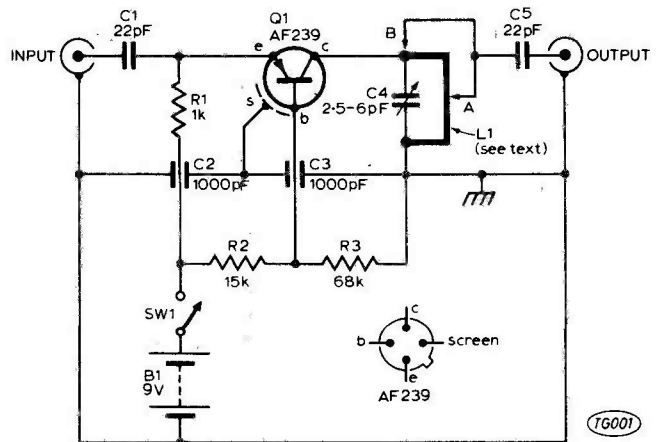 C1
22pF
Q1
AF239
C5
22pF
INPUT
OUTPUT
e
c
B
s
b
R1
1k
C4
2·5-6pF
A
L1
(see text)
C2
1000pF
C3
1000pF
R2
15k
R3
68k
SW1
B1
9V
c
b
screen
e
AF239
TG001